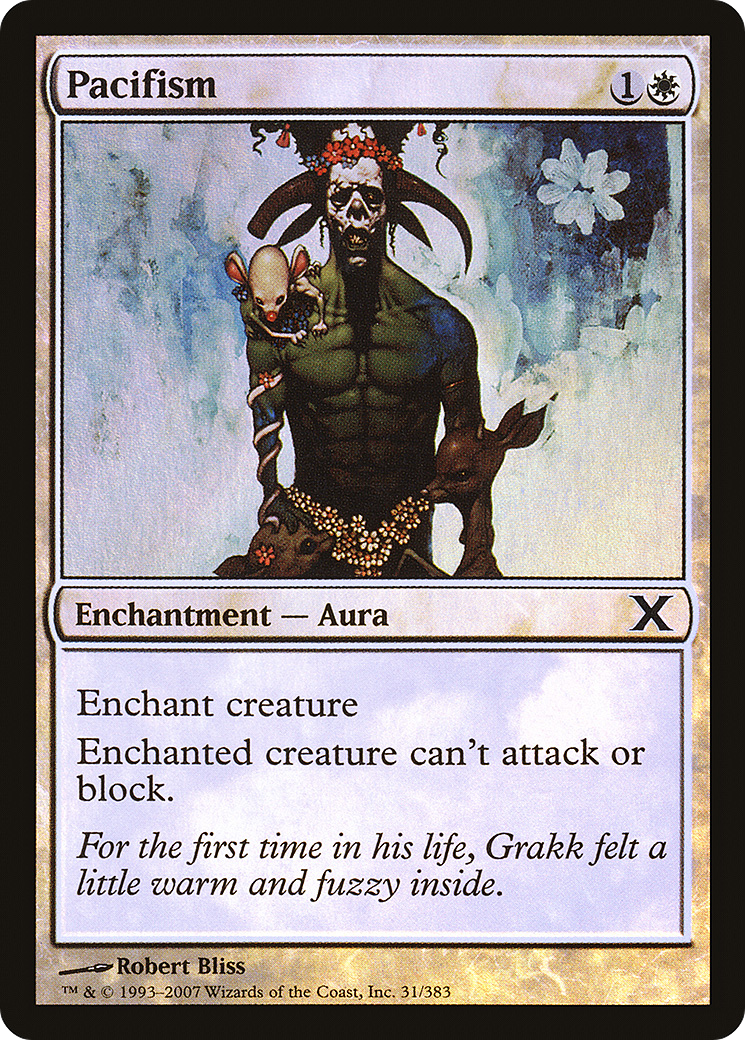 Pacifism 1
Enchantment — Aura X
Enchant creature
Enchanted creature can't attack or
block.
For the first time in his life, Grakk felt a
little warm and fuzzy inside.
Robert Bliss
™ & © 1993–2007 Wizards of the Coast, Inc. 31/383